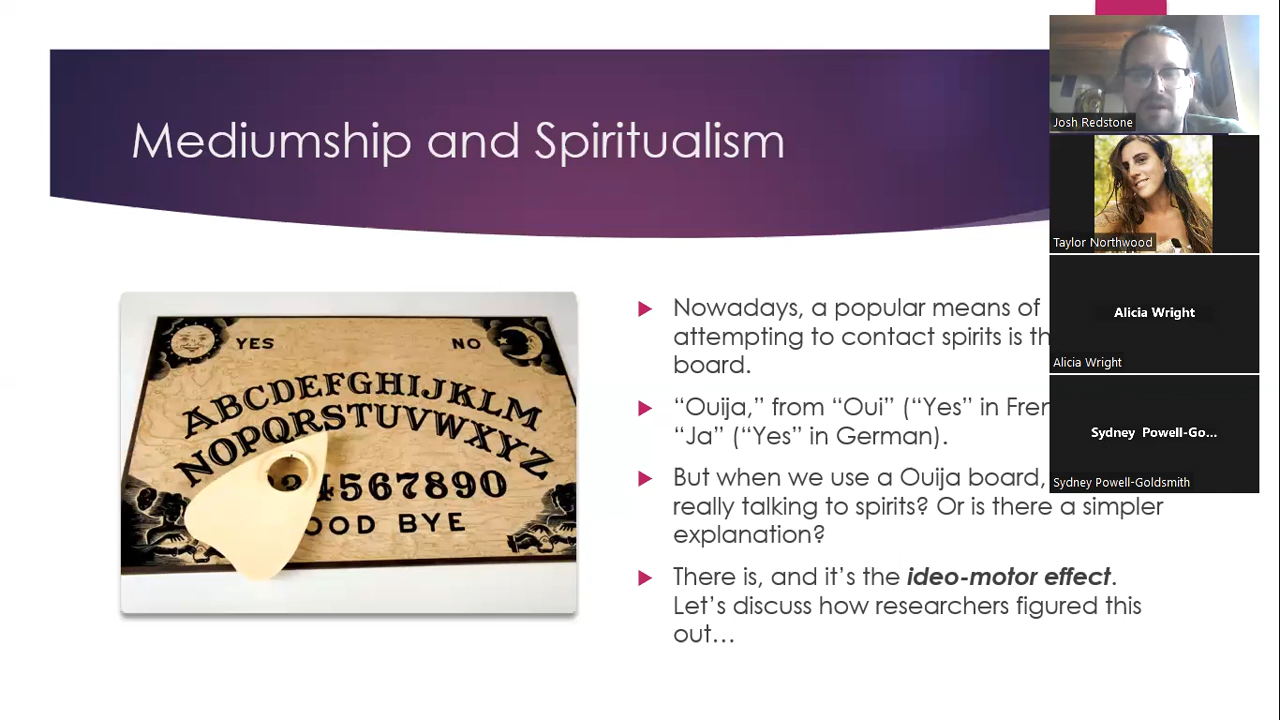 Mediumship and Spiritualism
YES
NO
ABCDEFGHIJKLM
NOPQRSTUVWXYZ
4567890
OOD BYE
Nowadays, a popular means of
attempting to contact spirits is
board.
“Ouija,” from “Oui” (“Yes” in
“Ja” (“Yes” in German).
But when we use a Ouija board,
really talking to spirits? Or is there a simpler
explanation?
There is, and it’s the ideo-motor effect.
Let’s discuss how researchers figured this
out…
Josh Redstone
Taylor Northwood
Alicia Wright
Alicia Wright
Sydney Powell-Go...
Sydney Powell-Goldsmith